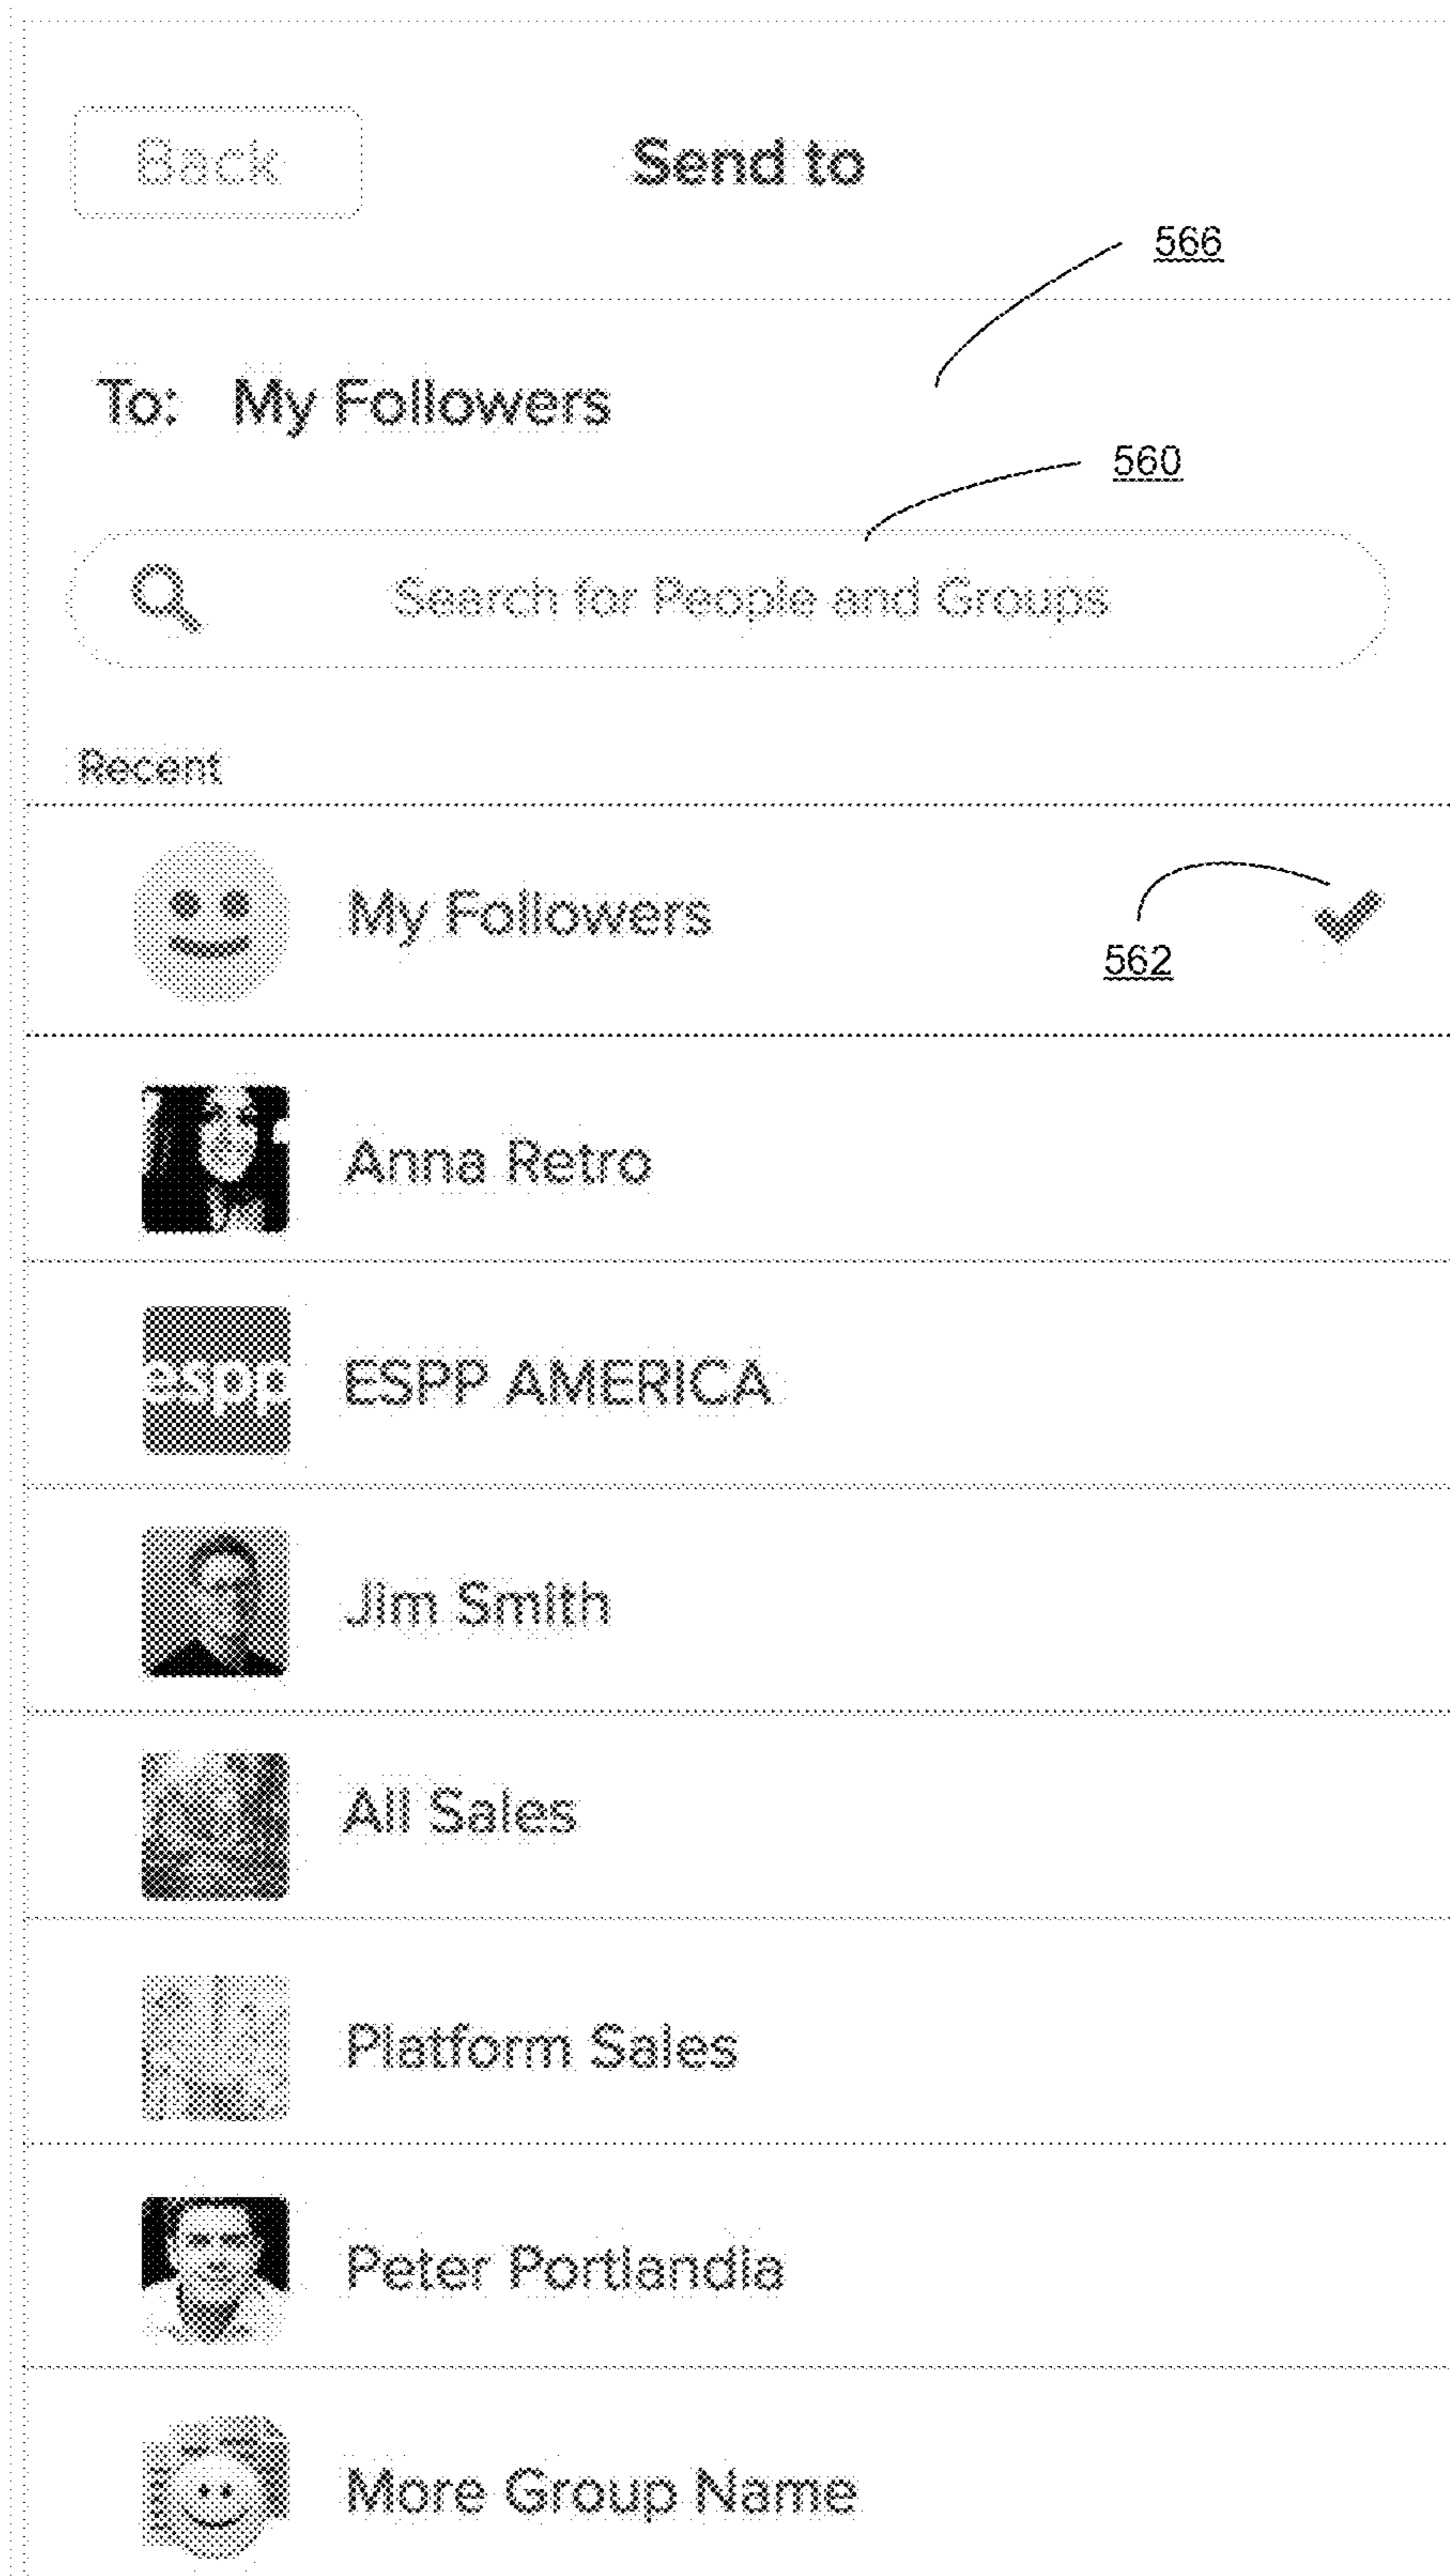 Back
Send to
566
To: My Followers
560
Search for People and Groups
Recent
My Followers
562
Anna Retro
ESPP AMERICA
Jim Smith
All Sales
Platform Sales
Peter Portlandia
More Group Name